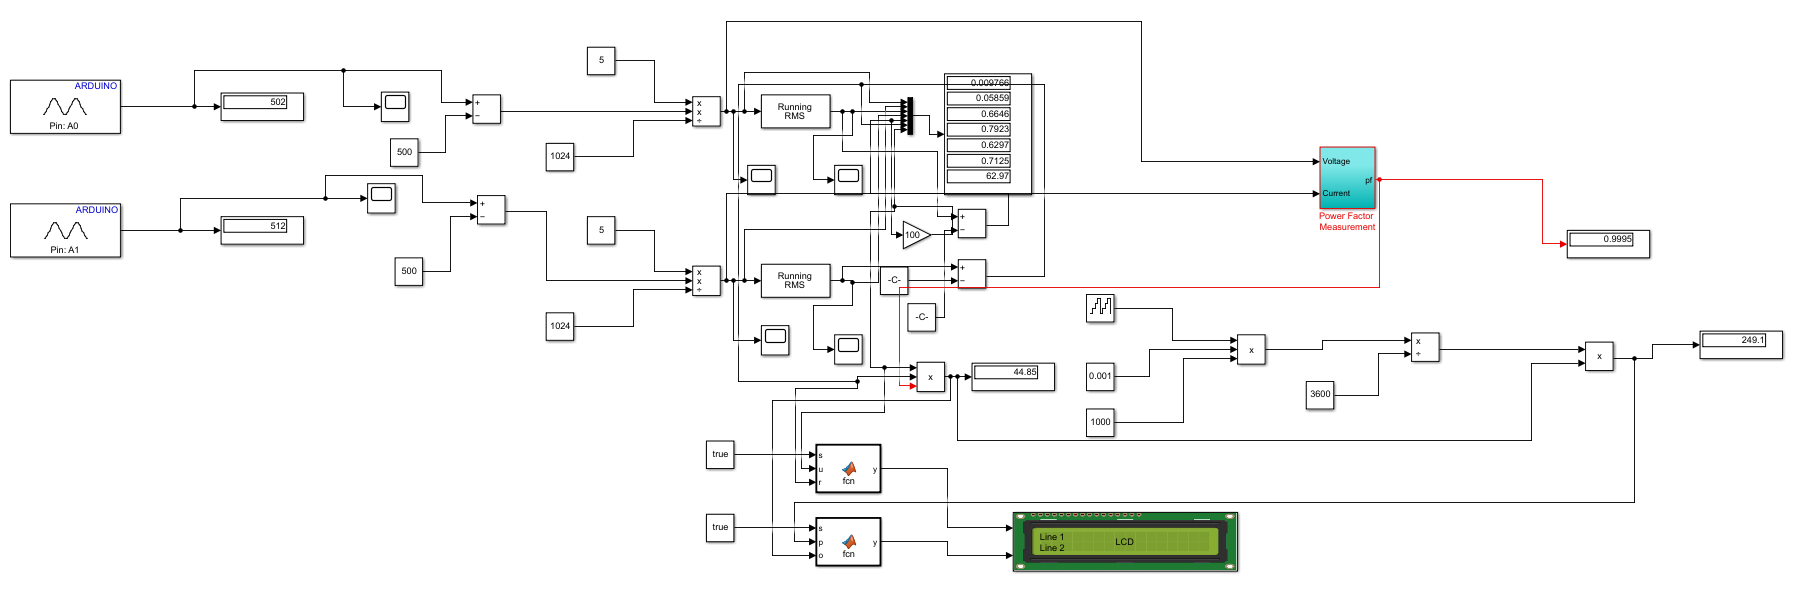 ARDUINO
Pin: A0
502
500
+
−
5
1024
x
x
÷
Running
RMS
0.009766
0.05859
0.6646
0.7923
0.6297
0.7125
62.97
Voltage
Current
pf
Power Factor
Measurement
0.9995
ARDUINO
Pin: A1
512
500
+
−
5
1024
x
x
÷
Running
RMS
100
+
−
-C-
+
−
-C-
x
44.85
0.001
1000
x
3600
x
÷
x
249.1
true
s
u
r
y
fcn
true
s
p
o
y
fcn
Line 1
Line 2
LCD